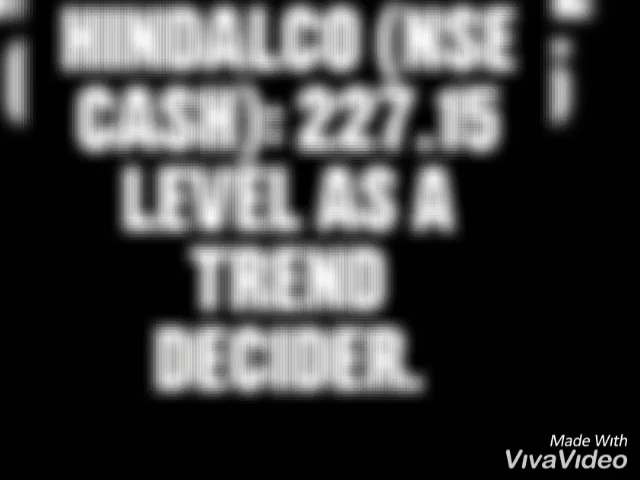 HINDALCO (NSE
CASH): 227.15
LEVEL AS A
TREND
DECIDER.
Made With
VivaVideo